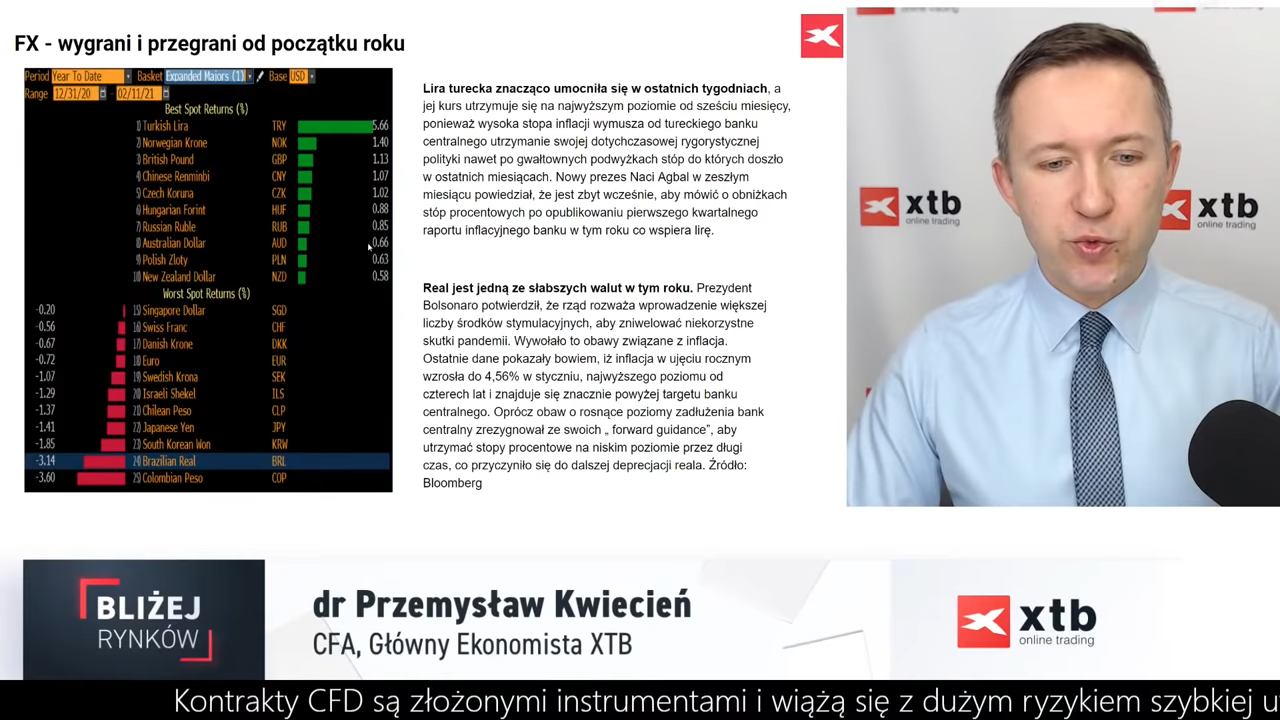 FX - wygrani i przegrani od początku roku
Period Year To Date Basket Expanded Majors (1) Base USD
Range 12/31/20 - 02/11/21
Best Spot Returns (%)
1) Turkish Lira TRY 5.66
2) Norwegian Krone NOK 1.40
3) British Pound GBP 1.13
4) Chinese Renminbi CNY 1.07
5) Czech Koruna CZK 1.02
6) Hungarian Forint HUF 0.88
7) Russian Ruble RUB 0.85
8) Australian Dollar AUD 0.66
9) Polish Zloty PLN 0.63
10) New Zealand Dollar NZD 0.58
Worst Spot Returns (%)
-0.20 15) Singapore Dollar SGD
-0.56 16) Swiss Franc CHF
-0.67 17) Danish Krone DKK
-0.72 18) Euro EUR
-1.07 19) Swedish Krona SEK
-1.29 20) Israeli Shekel ILS
-1.37 21) Chilean Peso CLP
-1.41 22) Japanese Yen JPY
-1.85 23) South Korean Won KRW
-3.14 24) Brazilian Real BRL
-3.60 25) Colombian Peso COP
Lira turecka znacząco umocniła się w ostatnich tygodniach, a
jej kurs utrzymuje się na najwyższym poziomie od sześciu miesięcy,
ponieważ wysoka stopa inflacji wymusza od tureckiego banku
centralnego utrzymanie swojej dotychczasowej rygorystycznej
polityki nawet po gwałtownych podwyżkach stóp do których doszło
w ostatnich miesiącach. Nowy prezes Naci Agbal w zeszłym
miesiącu powiedział, że jest zbyt wcześnie, aby mówić o obniżkach
stóp procentowych po opublikowaniu pierwszego kwartalnego
raportu inflacyjnego banku w tym roku co wspiera lirę.
Real jest jedną ze słabszych walut w tym roku. Prezydent
Bolsonaro potwierdził, że rząd rozważa wprowadzenie większej
liczby środków stymulacyjnych, aby zniwelować niekorzystne
skutki pandemii. Wywołało to obawy związane z inflacja.
Ostatnie dane pokazały bowiem, iż inflacja w ujęciu rocznym
wzrosła do 4,56% w styczniu, najwyższego poziomu od
czterech lat i znajduje się znacznie powyżej targetu banku
centralnego. Oprócz obaw o rosnące poziomy zadłużenia bank
centralny zrezygnował ze swoich „ forward guidance”, aby
utrzymać stopy procentowe na niskim poziomie przez długi
czas, co przyczyniło się do dalszej deprecjacji reala. Źródło:
Bloomberg
xtb
online trading
xtb
online trading
BLIŻEJ
RYNKÓW
dr Przemysław Kwiecień
CFA, Główny Ekonomista XTB
xtb
online trading
Kontrakty CFD są złożonymi instrumentami i wiążą się z dużym ryzykiem szybkiej u